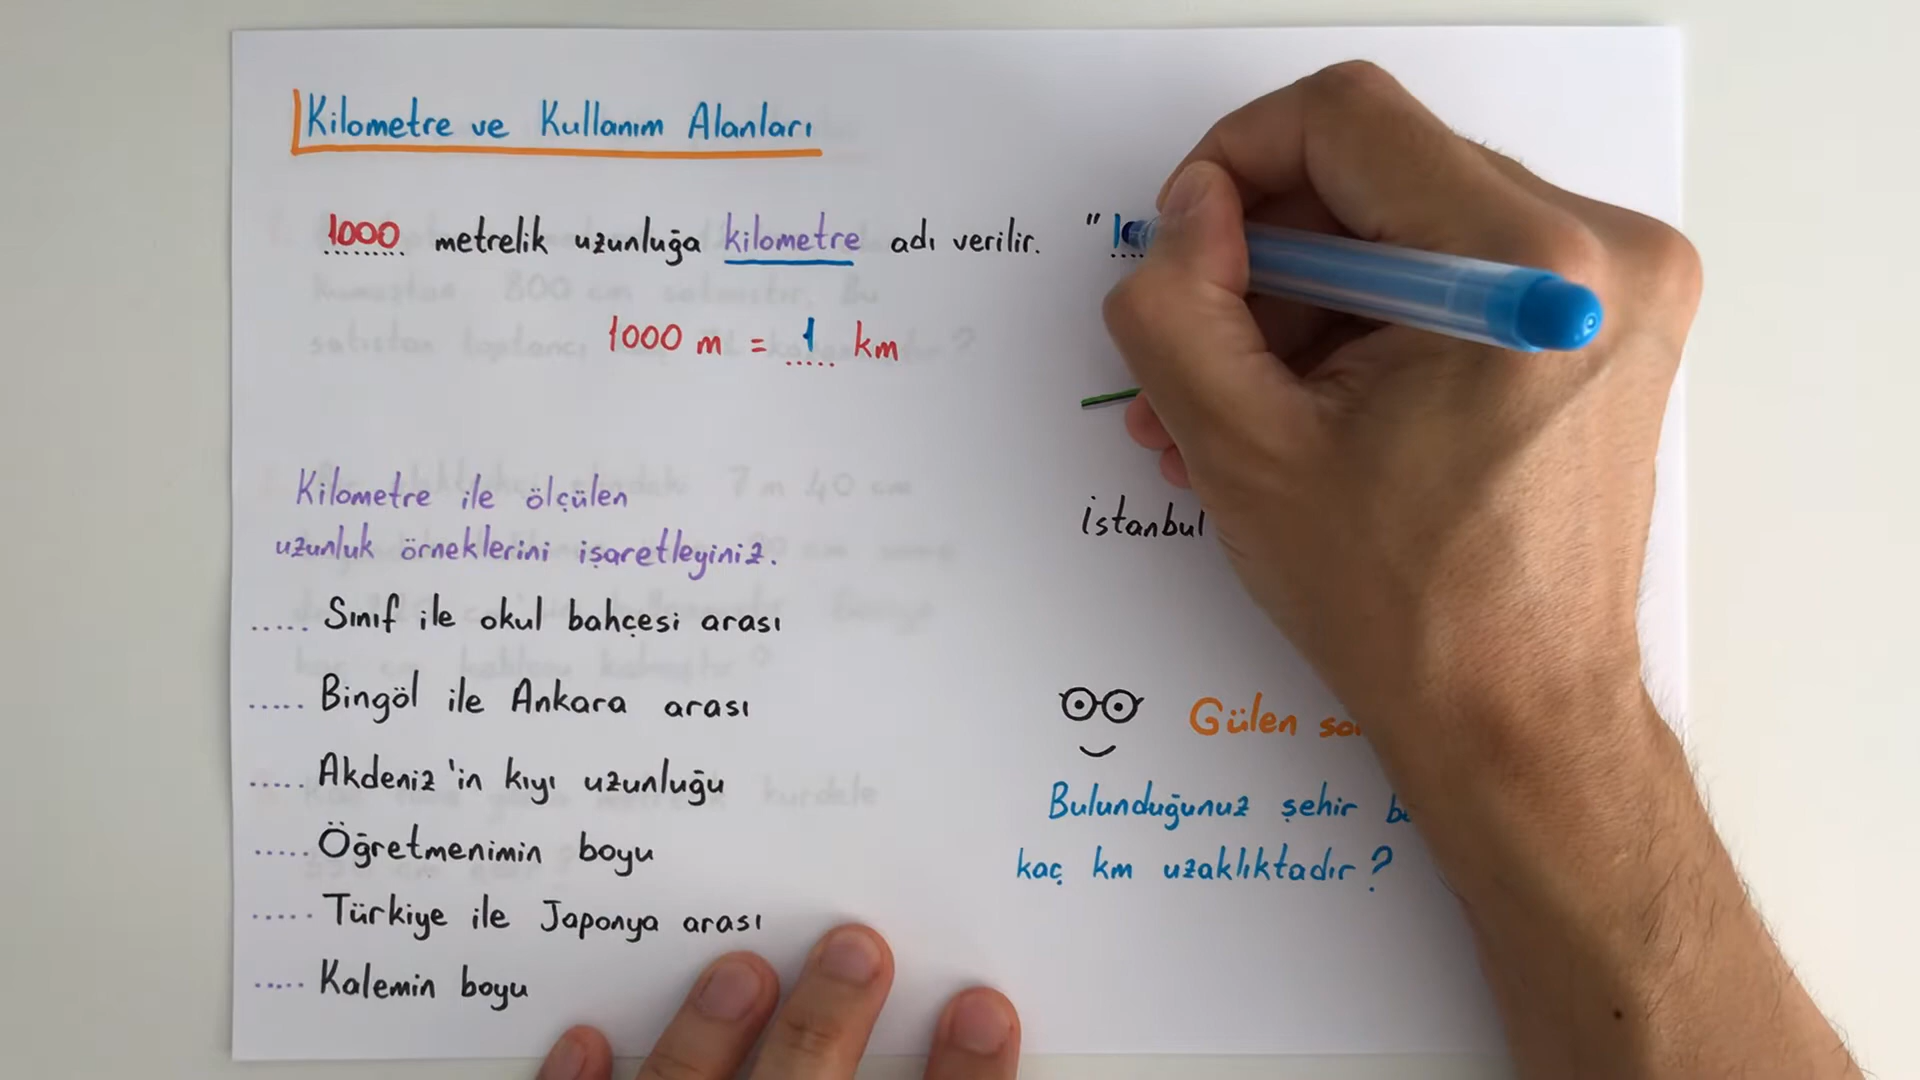 Kilometre ve Kullanım Alanları
1000 metrelik uzunluğa kilometre adı verilir. "
1000 m = 1 km
Kilometre ile ölçülen
uzunluk örneklerini işaretleyiniz.
..... Sınıf ile okul bahçesi arası
..... Bingöl ile Ankara arası
..... Akdeniz'in kıyı uzunluğu
..... Öğretmenimin boyu
..... Türkiye ile Japonya arası
..... Kalemin boyu
istanbul
Gülen
Bulunduğunuz şehir
kaç km uzaklıktadır?